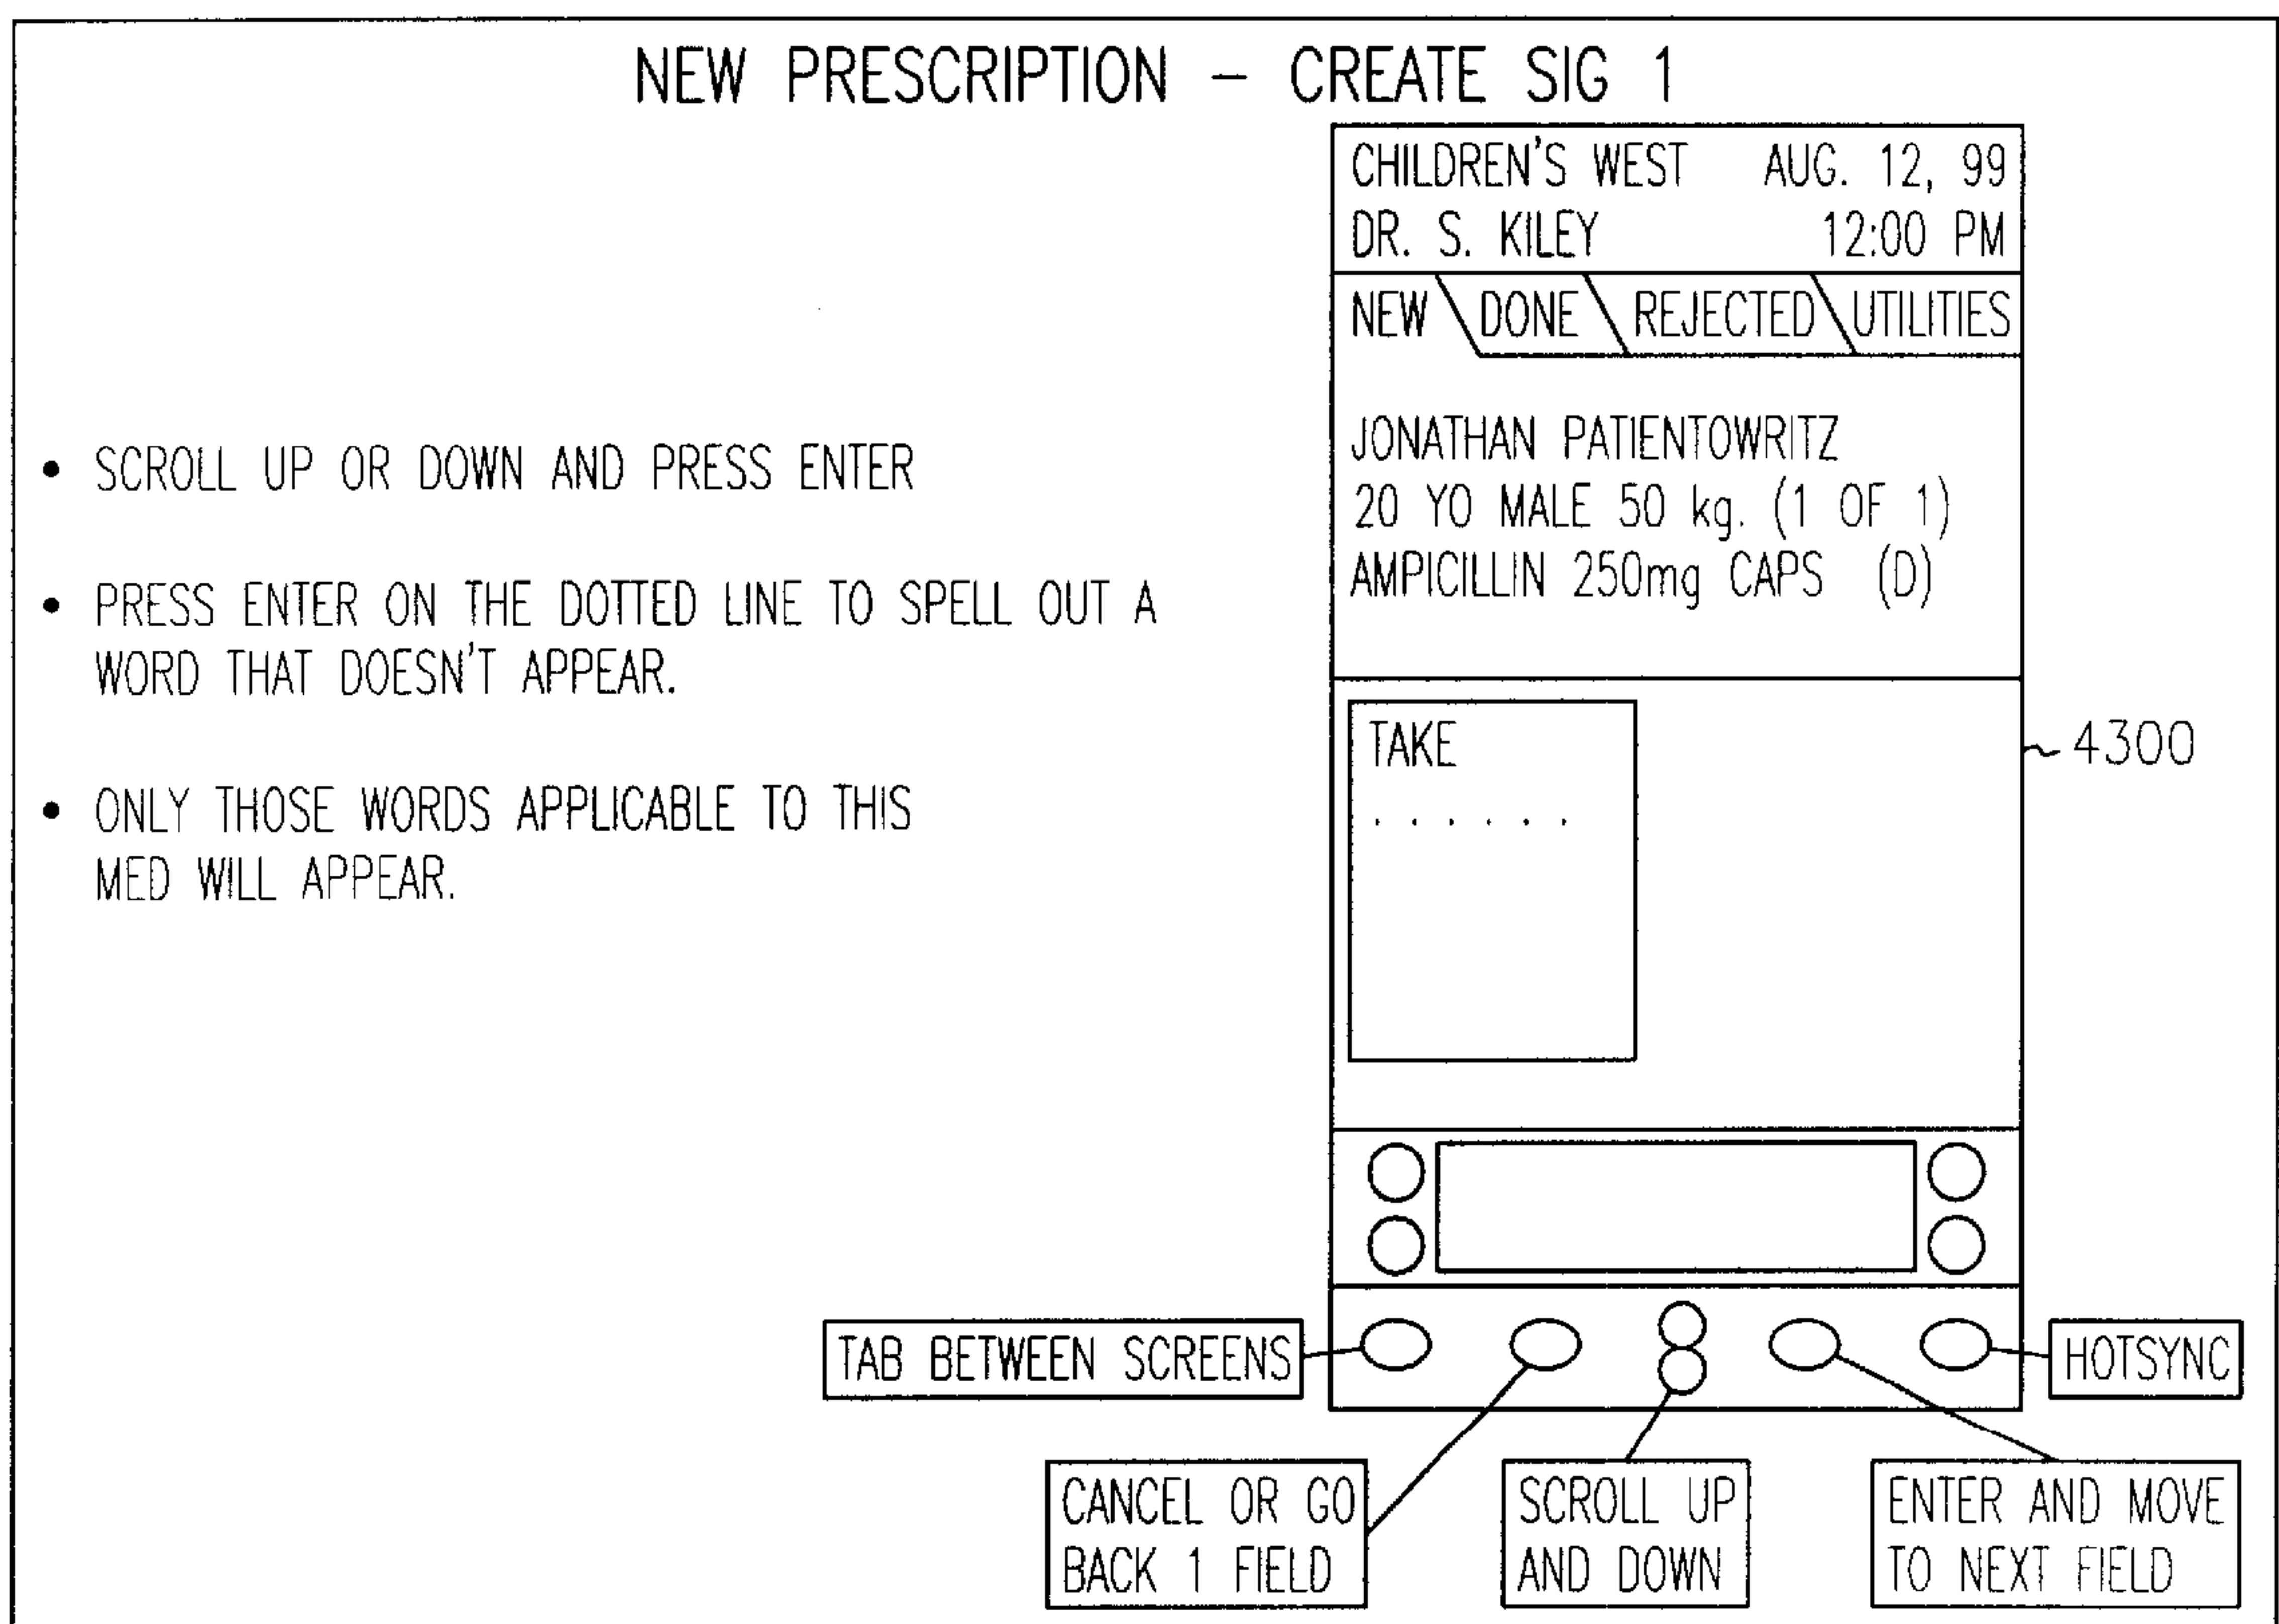 NEW PRESCRIPTION – CREATE SIG 1
CHILDREN'S WEST AUG. 12, 99
DR. S. KILEY 12:00 PM
NEW DONE REJECTED UTILITIES
JONATHAN PATIENTOWRITZ
20 YO MALE 50 kg. (1 OF 1)
AMPICILLIN 250mg CAPS (D)
• SCROLL UP OR DOWN AND PRESS ENTER
• PRESS ENTER ON THE DOTTED LINE TO SPELL OUT A
WORD THAT DOESN'T APPEAR.
• ONLY THOSE WORDS APPLICABLE TO THIS
MED WILL APPEAR.
TAKE
. . . . . .
4300
TAB BETWEEN SCREENS
HOTSYNC
CANCEL OR GO
BACK 1 FIELD
SCROLL UP
AND DOWN
ENTER AND MOVE
TO NEXT FIELD